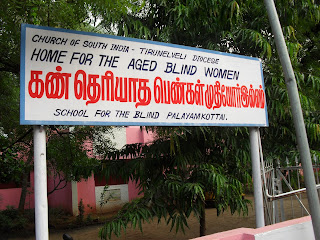 CHURCH OF SOUTH INDIA - TIRUNELVELI DIOCESE
HOME FOR THE AGED BLIND WOMEN
கண் தெரியாத பெண்கள் முதியோர் இல்லம்
SCHOOL FOR THE BLIND PALAYAMKOTTAI.